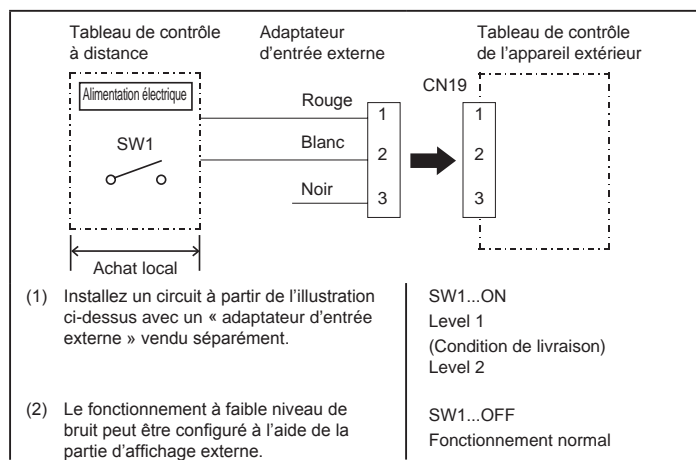 Tableau de contrôle
à distance
Adaptateur
d'entrée externe
Tableau de contrôle
de l'appareil extérieur
Alimentation électrique
SW1
Rouge
Blanc
Noir
1
2
3
CN19
1
2
3
Achat local
(1) Installez un circuit à partir de l'illustration
ci-dessus avec un « adaptateur d'entrée
externe » vendu séparément.
SW1...ON
Level 1
(Condition de livraison)
Level 2
(2) Le fonctionnement à faible niveau de
bruit peut être configuré à l'aide de la
partie d'affichage externe.
SW1...OFF
Fonctionnement normal